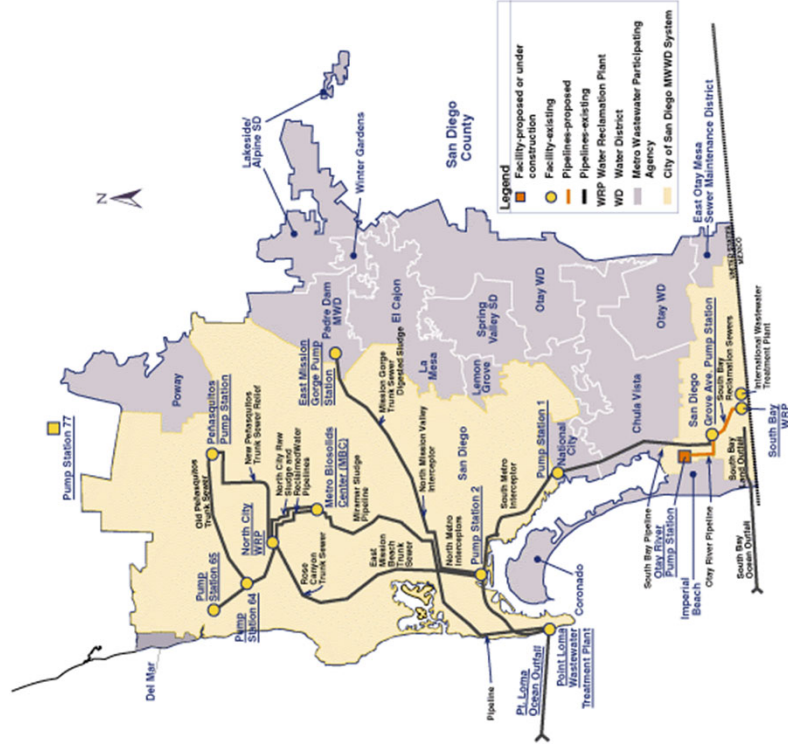 Pump Station 77
Lakeside/
Alpine SD
N
Poway
Winter Gardens
San Diego
County
Peñasquitos
Pump Station
Old Peñasquitos
Trunk Sewer
New Peñasquitos
Trunk Sewer Relief
Padre Dam
MWD
East Mission
Gorge Pump
Station
El Cajon
Pump
Station 65
North City
WRP
North City Raw
Sludge and
Reclaimed Water
Pipelines
Metro Biosolids
Center (MBC)
Miramar Sludge
Pipeline
Mission Gorge
Trunk Sewer
Digested Sludge
La
Mesa
Lemon
Grove
Spring
Valley SD
Otay WD
Otay WD
Pump
Station 64
Rose
Canyon
Trunk Sewer
East
Mission
Beach
Trunk
Sewer
North Mission Valley
Interceptor
San Diego
North Metro
Interceptors
Pump Station 2
South Metro
Interceptor
Pump Station 1
National
City
Chula Vista
San Diego
Grove Ave. Pump Station
South Bay
Reclamation Sewers
East Otay Mesa
Sewer Maintenance District
UNITED STATES
MEXICO
International Wastewater
Treatment Plant
South Bay
WRP
South Bay
Land Outfall
South Bay
Ocean Outfall
Otay River Pipeline
Imperial
Beach
Otay River
Pump Station
South Bay Pipeline
Coronado
Del Mar
Pipeline
Pt. Loma
Ocean Outfall
Point Loma
Wastewater
Treatment Plant
Legend
Facility-proposed or under
construction
Facility-existing
Pipelines-proposed
Pipelines-existing
WRP Water Reclamation Plant
WD Water District
Metro Wastewater Participating
Agency
City of San Diego MWWD System